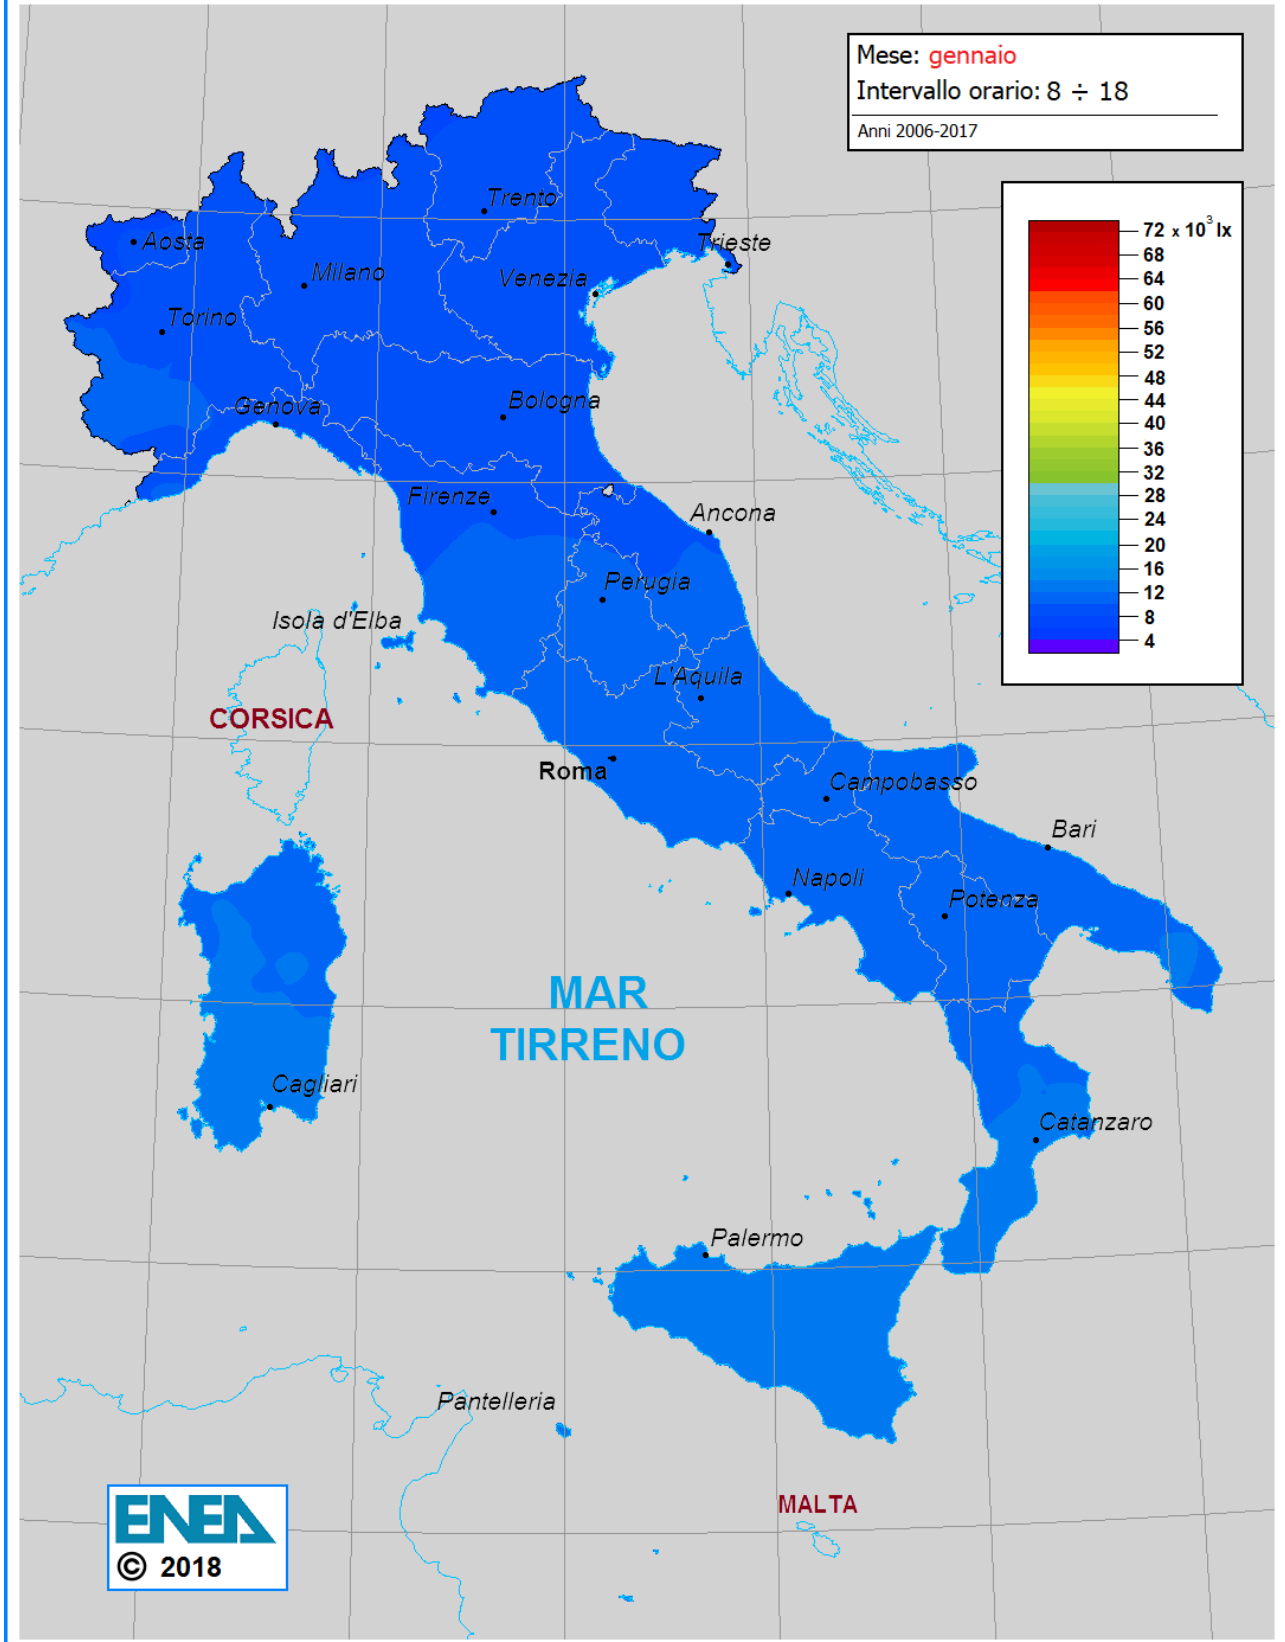 Mese: gennaio
Intervallo orario: 8 ÷ 18
Anni 2006-2017
72 x 10³ lx
68
64
60
56
52
48
44
40
36
32
28
24
20
16
12
8
4
Trento
Aosta
Trieste
Milano
Venezia
Torino
Genova
Bologna
Firenze
Ancona
Perugia
Isola d'Elba
L'Aquila
CORSICA
Roma
Campobasso
Bari
Napoli
Potenza
MAR
TIRRENO
Cagliari
Catanzaro
Palermo
Pantelleria
MALTA
ENEA
© 2018